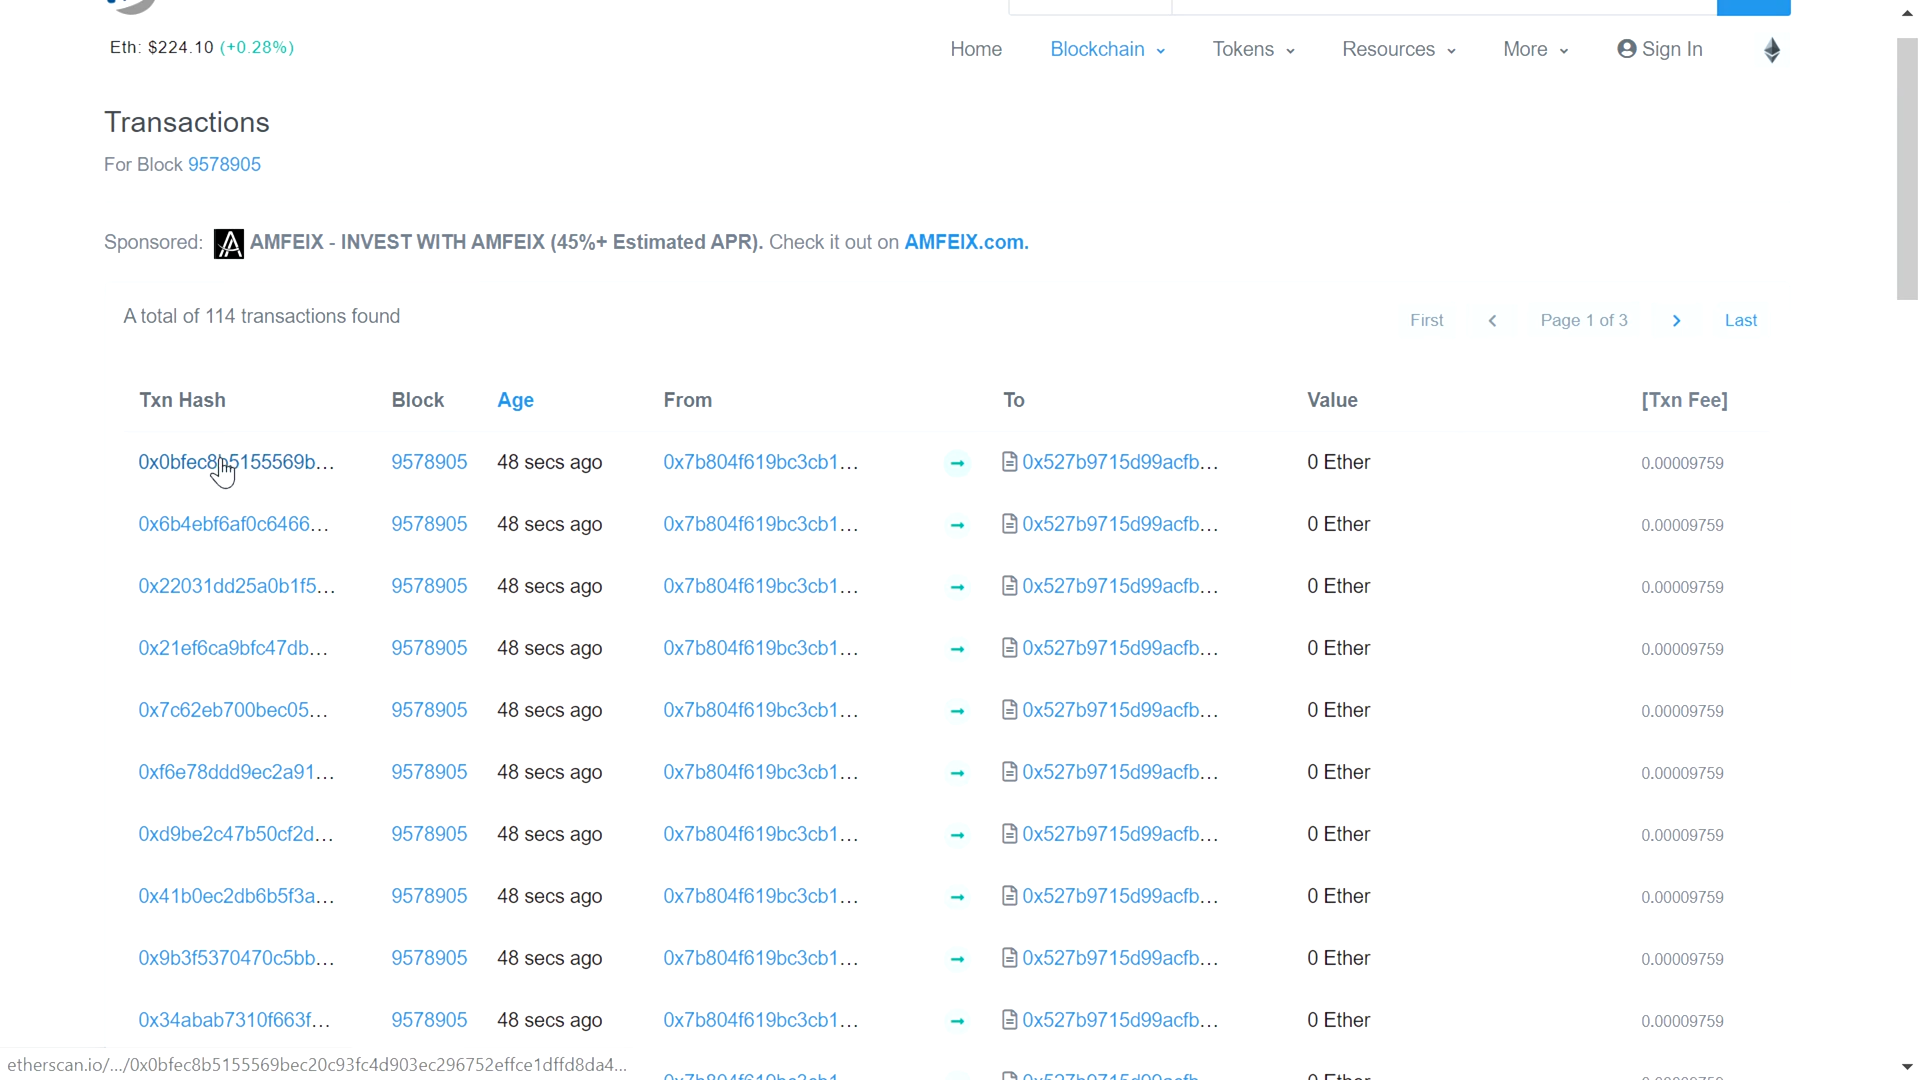 Eth: $224.10 (+0.28%)
Home Blockchain Tokens Resources More Sign In
Transactions
For Block 9578905
Sponsored: AMFEIX - INVEST WITH AMFEIX (45%+ Estimated APR). Check it out on AMFEIX.com.
A total of 114 transactions found
First Page 1 of 3 Last
Txn Hash Block Age From To Value [Txn Fee]
0x0bfec8b5155569b... 9578905 48 secs ago 0x7b804f619bc3cb1... 0x527b9715d99acfb... 0 Ether 0.00009759
0x6b4ebf6af0c6466... 9578905 48 secs ago 0x7b804f619bc3cb1... 0x527b9715d99acfb... 0 Ether 0.00009759
0x22031dd25a0b1f5... 9578905 48 secs ago 0x7b804f619bc3cb1... 0x527b9715d99acfb... 0 Ether 0.00009759
0x21ef6ca9bfc47db... 9578905 48 secs ago 0x7b804f619bc3cb1... 0x527b9715d99acfb... 0 Ether 0.00009759
0x7c62eb700bec05... 9578905 48 secs ago 0x7b804f619bc3cb1... 0x527b9715d99acfb... 0 Ether 0.00009759
0xf6e78ddd9ec2a91... 9578905 48 secs ago 0x7b804f619bc3cb1... 0x527b9715d99acfb... 0 Ether 0.00009759
0xd9be2c47b50cf2d... 9578905 48 secs ago 0x7b804f619bc3cb1... 0x527b9715d99acfb... 0 Ether 0.00009759
0x41b0ec2db6b5f3a... 9578905 48 secs ago 0x7b804f619bc3cb1... 0x527b9715d99acfb... 0 Ether 0.00009759
0x9b3f5370470c5bb... 9578905 48 secs ago 0x7b804f619bc3cb1... 0x527b9715d99acfb... 0 Ether 0.00009759
0x34abab7310f663f... 9578905 48 secs ago 0x7b804f619bc3cb1... 0x527b9715d99acfb... 0 Ether 0.00009759
etherscan.io/.../0x0bfec8b5155569bec20c93fc4d903ec296752effce1dffd8da4...